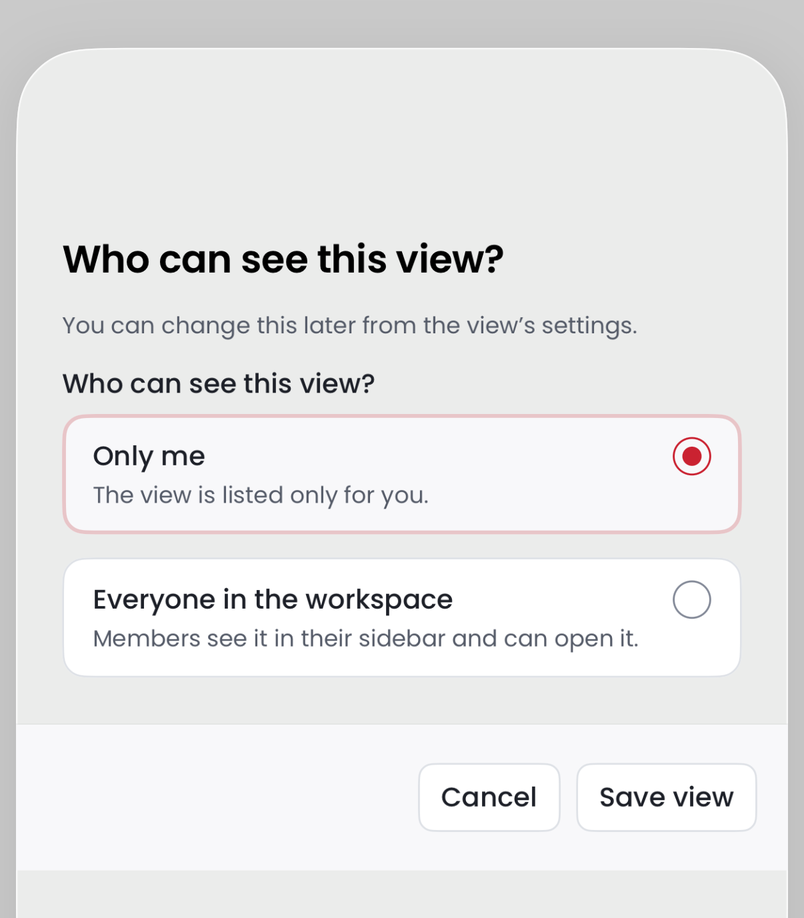 Who can see this view?
You can change this later from the view’s settings.
Who can see this view?
Only me
The view is listed only for you.
Everyone in the workspace
Members see it in their sidebar and can open it.
Cancel
Save view